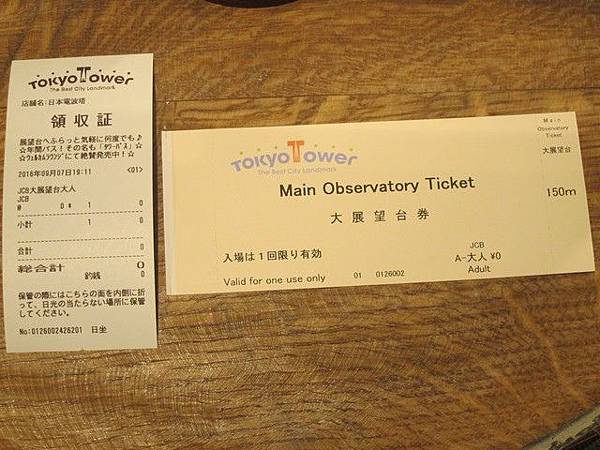 TOKYO TOWER
The Best City Landmark
店舗名:日本電波塔
領収証
展望台へふらっと気軽に何度でも♪
☆年間パス!その名も「タワーパス」☆
☆ウェルカムラウンジにて絶賛発売中!☆
2016年09月07日19:11 〈01〉
JCB大展望台大人
JCB
@ 0 * 1 0
小計 1 0
合計 0
総合計 0
釣銭 0
保管の際にはこちらの面を内側に折
って、日光の当たらない場所に保管
してください。
No:0126002426201 日坐
TOKYO TOWER
The Best City Landmark
Main Observatory Ticket
大展望台券
入場は1回限り有効
Valid for one use only
01 0126002
JCB
A-大人 ¥0
Adult
Main
Observatory
Ticket
大展望台
150m